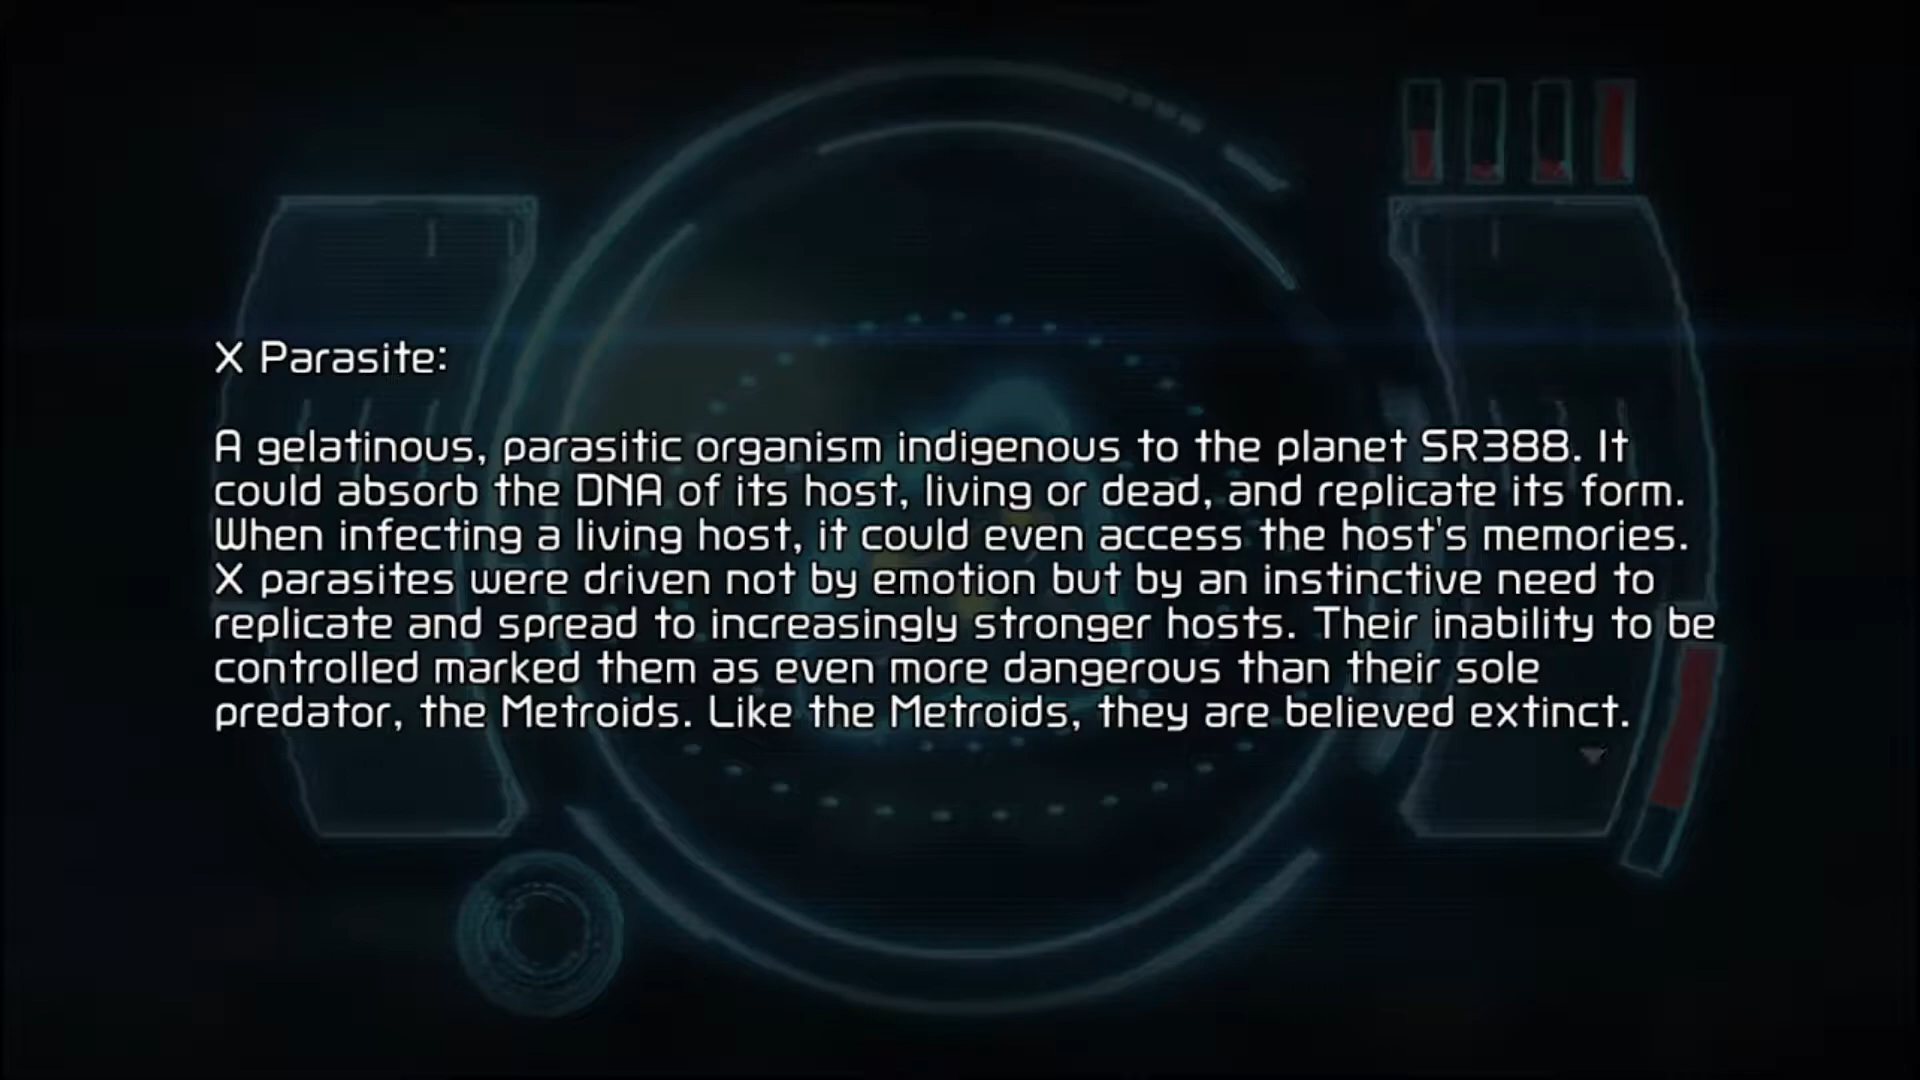 X Parasite:
A gelatinous, parasitic organism indigenous to the planet SR388. It
could absorb the DNA of its host, living or dead, and replicate its form.
When infecting a living host, it could even access the host's memories.
X parasites were driven not by emotion but by an instinctive need to
replicate and spread to increasingly stronger hosts. Their inability to be
controlled marked them as even more dangerous than their sole
predator, the Metroids. Like the Metroids, they are believed extinct.